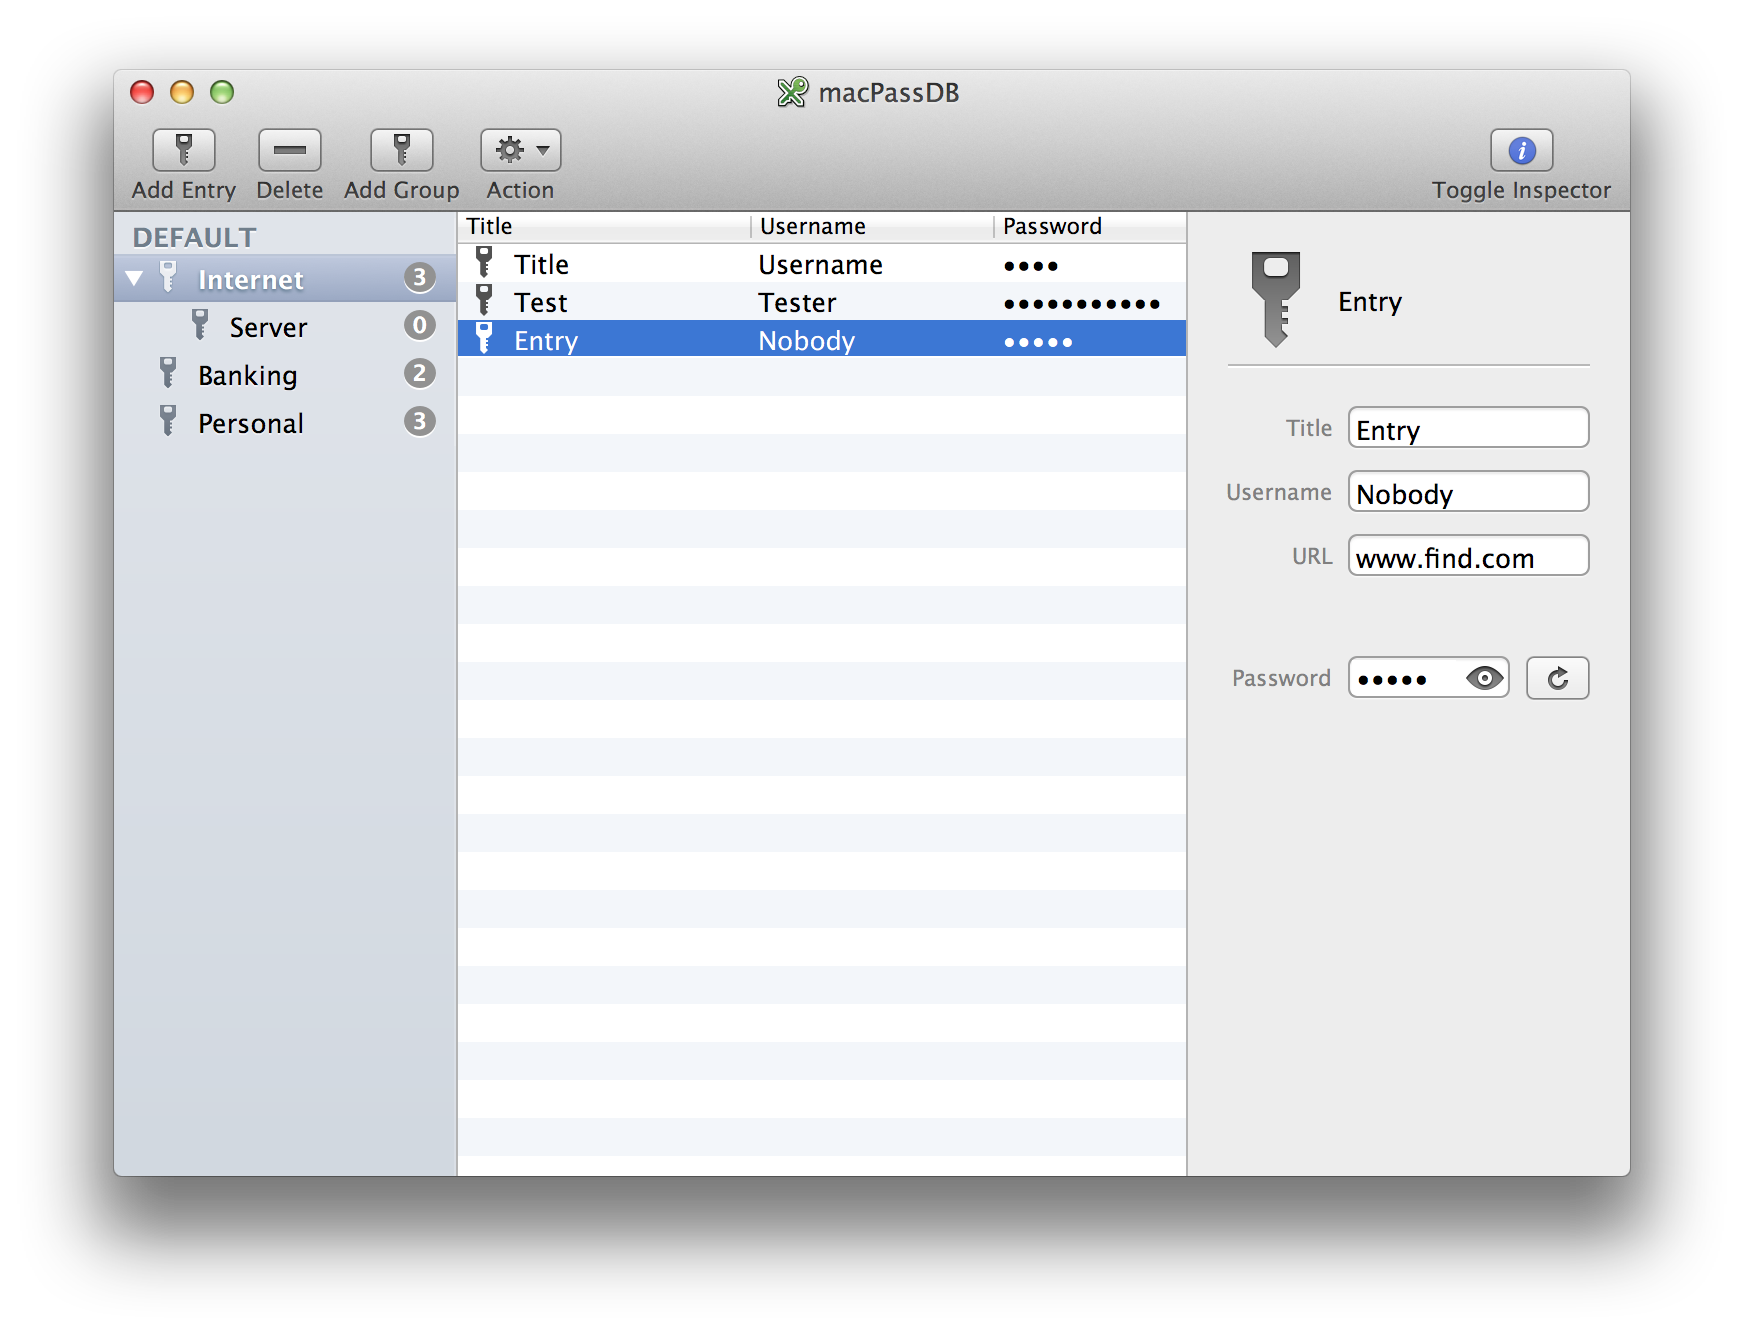 macPassDB
Add Entry Delete Add Group Action Toggle Inspector
DEFAULT
Internet 3
Server 0
Banking 2
Personal 3
Title Username Password
Title Username ••••
Test Tester •••••••••••
Entry Nobody •••••
Entry
Title Entry
Username Nobody
URL www.find.com
Password •••••